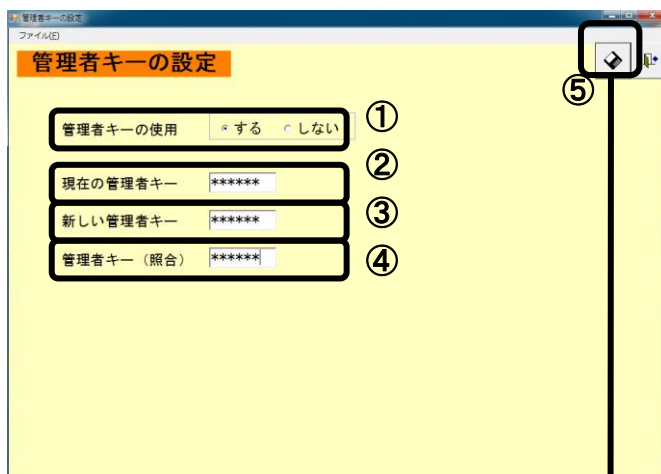 管理者キーの設定
ファイル(F)
管理者キーの設定
⑤
管理者キーの使用 する しない ①
②
現在の管理者キー ******
新しい管理者キー ****** ③
管理者キー（照合） ****** ④